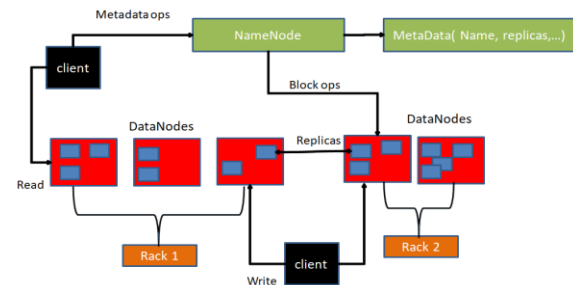 Metadata ops
NameNode
MetaData( Name, replicas,...)
client
Block ops
DataNodes
DataNodes
Replicas
Read
Rack 1
Rack 2
client
Write